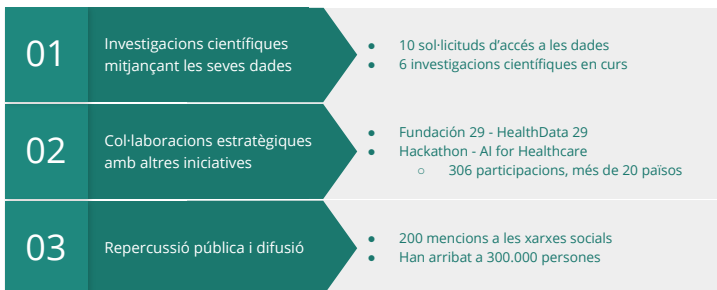 01
Investigacions científiques
mitjançant les seves dades
● 10 sol·licituds d'accés a les dades
● 6 investigacions científiques en curs
02
Col·laboracions estratègiques
amb altres iniciatives
● Fundación 29 - HealthData 29
● Hackathon - AI for Healthcare
○ 306 participacions, més de 20 països
03
Repercussió pública i difusió
● 200 mencions a les xarxes socials
● Han arribat a 300.000 persones